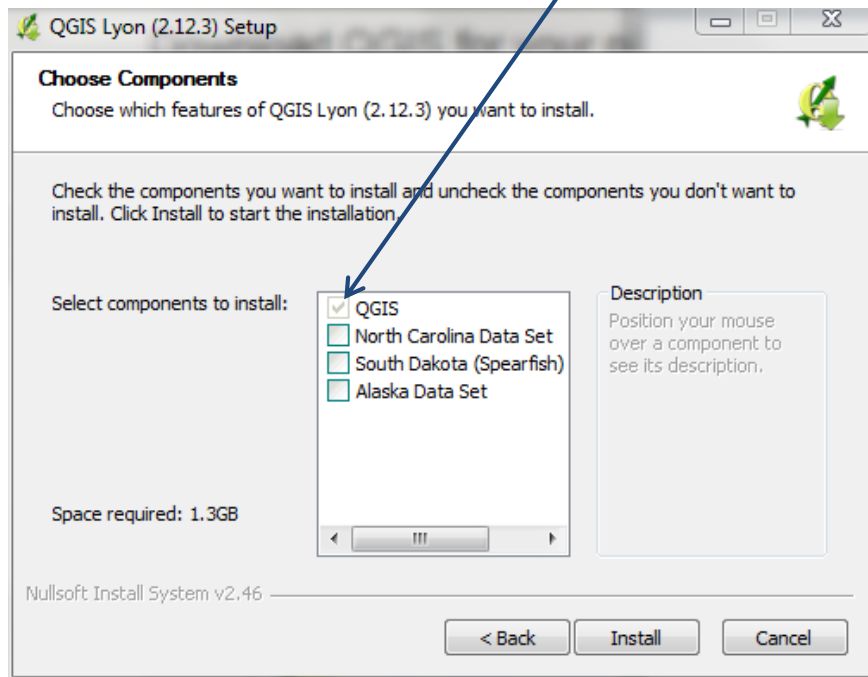 QGIS Lyon (2.12.3) Setup
Choose Components
Choose which features of QGIS Lyon (2.12.3) you want to install.
Check the components you want to install and uncheck the components you don't want to
install. Click Install to start the installation.
Select components to install:
QGIS
North Carolina Data Set
South Dakota (Spearfish)
Alaska Data Set
Description
Position your mouse
over a component to
see its description.
Space required: 1.3GB
Nullsoft Install System v2.46
< Back
Install
Cancel